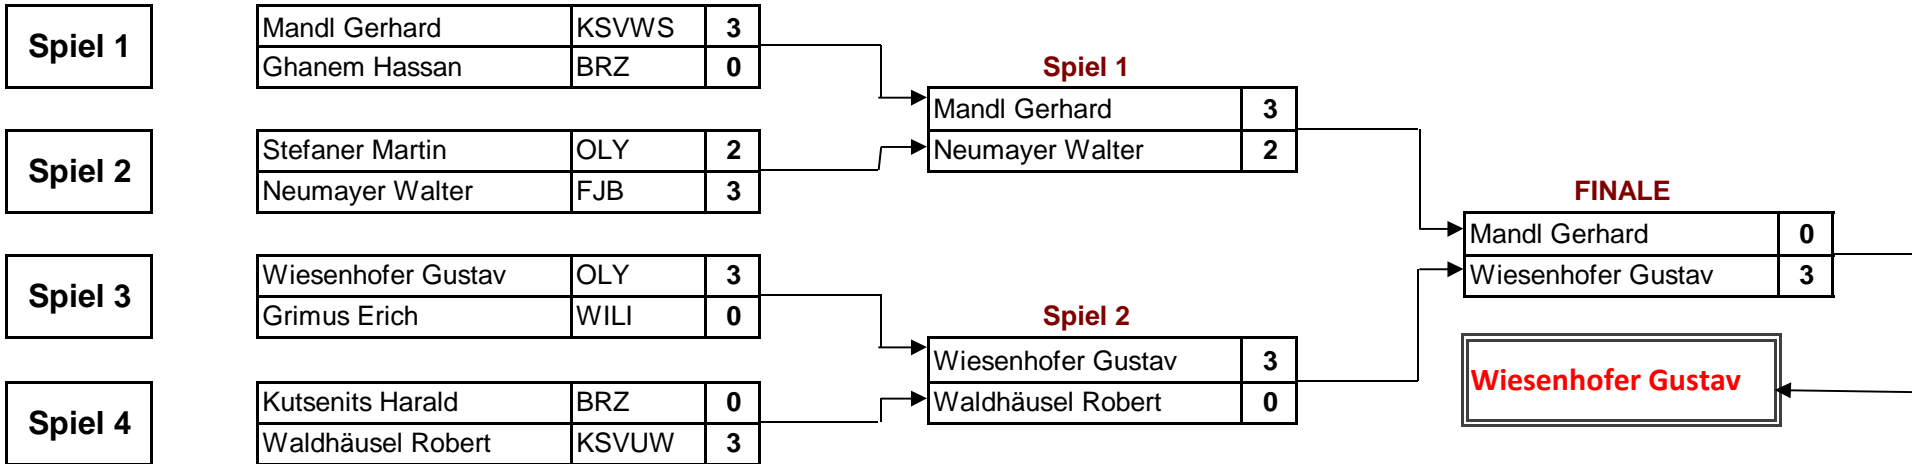 Spiel 1
Mandl Gerhard KSVWS 3
Ghanem Hassan BRZ 0
Spiel 2
Stefaner Martin OLY 2
Neumayer Walter FJB 3
Spiel 3
Wiesenhofer Gustav OLY 3
Grimus Erich WILI 0
Spiel 4
Kutsenits Harald BRZ 0
Waldhäusel Robert KSVUW 3
Spiel 1
Mandl Gerhard 3
Neumayer Walter 2
Spiel 2
Wiesenhofer Gustav 3
Waldhäusel Robert 0
FINALE
Mandl Gerhard 0
Wiesenhofer Gustav 3
Wiesenhofer Gustav